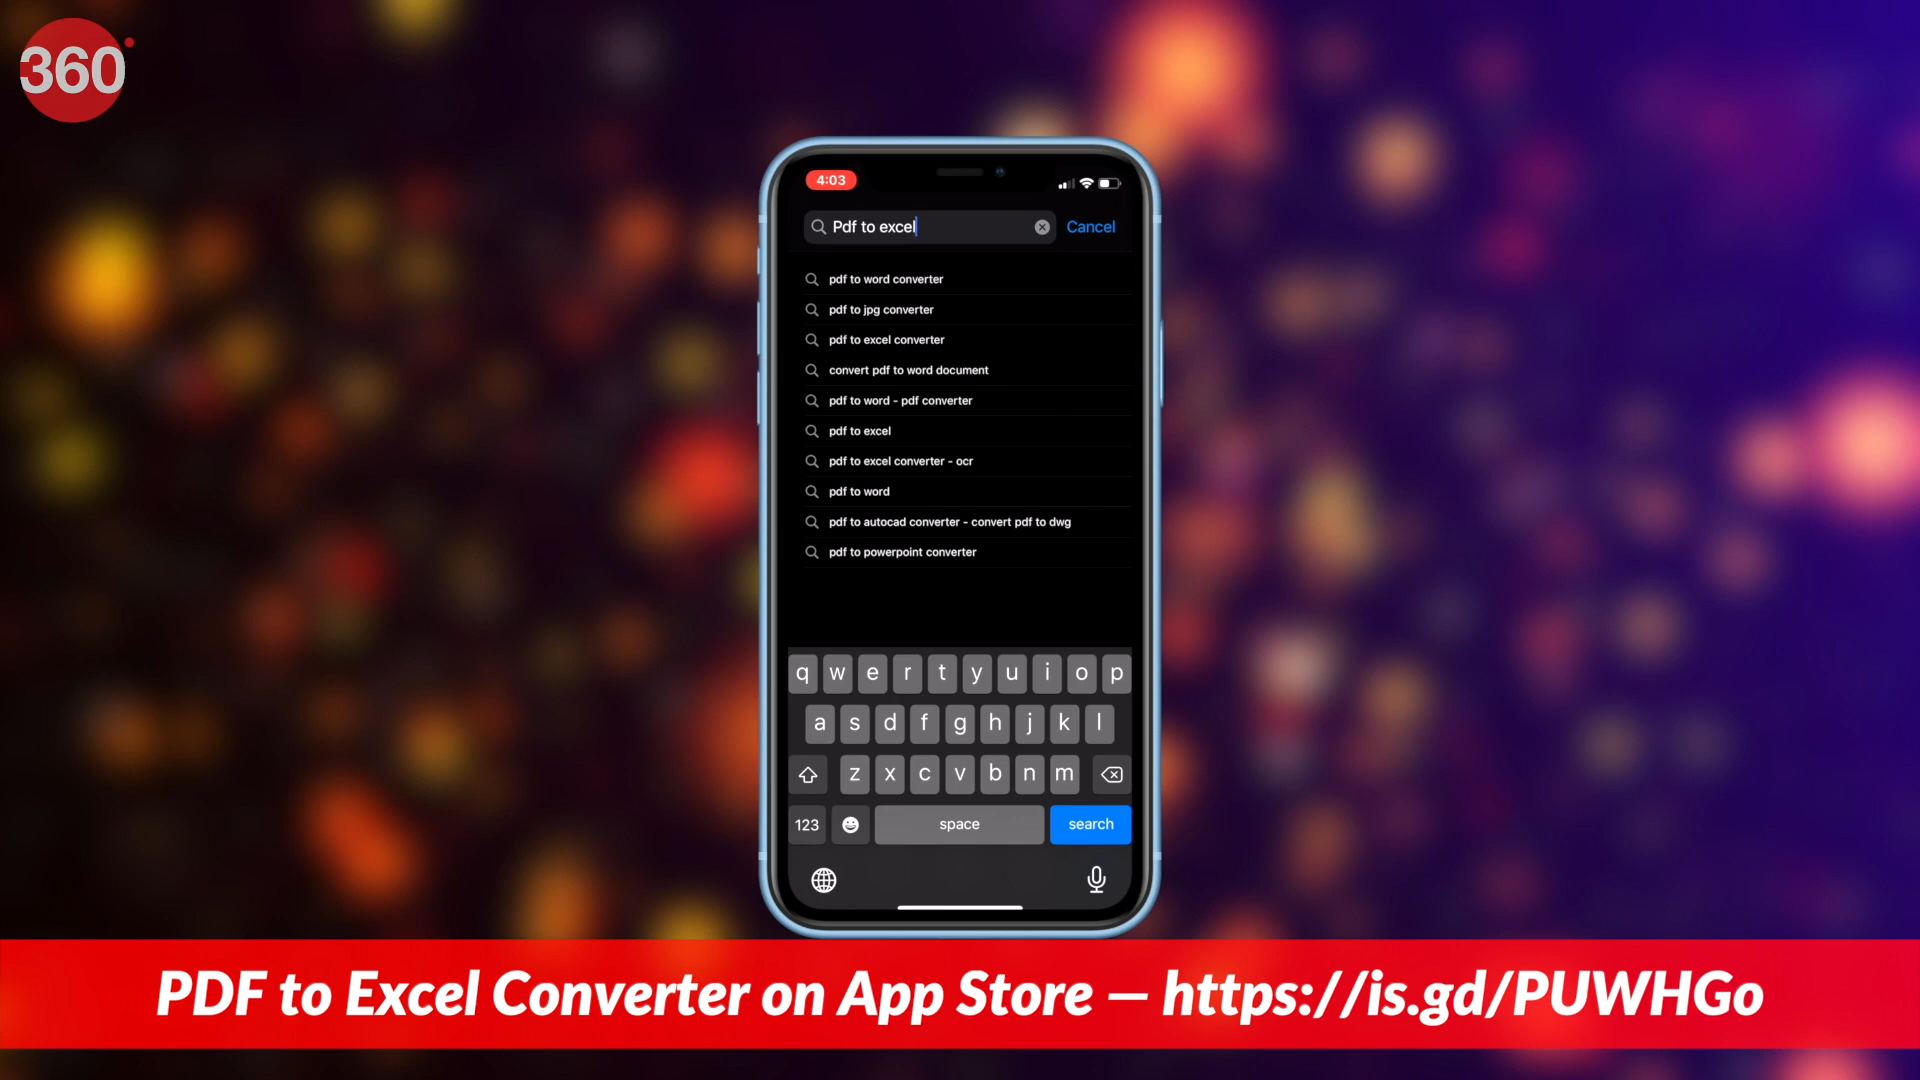 360
4:03
Pdf to excel
Cancel
pdf to word converter
pdf to jpg converter
pdf to excel converter
convert pdf to word document
pdf to word - pdf converter
pdf to excel
pdf to excel converter - ocr
pdf to word
pdf to autocad converter - convert pdf to dwg
pdf to powerpoint converter
q w e r t y u i o p
a s d f g h j k l
z x c v b n m
123 space search
PDF to Excel Converter on App Store — https://is.gd/PUWHGo